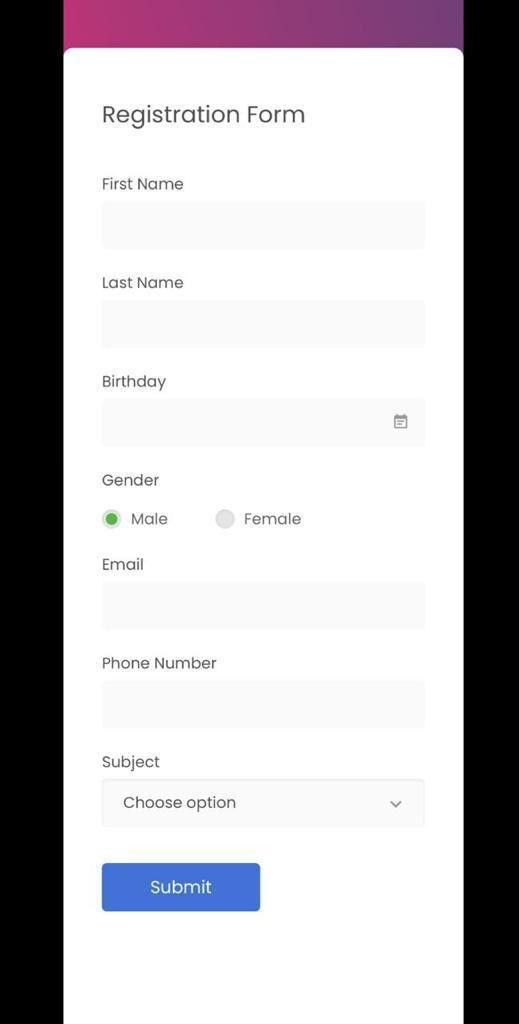 Registration Form
First Name
Last Name
Birthday
Gender
Male Female
Email
Phone Number
Subject
Choose option
Submit